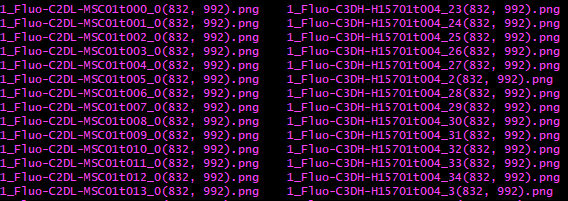 1_Fluo-C2DL-MSC01t000_0(832, 992).png 1_Fluo-C3DH-H15701t004_23(832, 992).png
1_Fluo-C2DL-MSC01t001_0(832, 992).png 1_Fluo-C3DH-H15701t004_24(832, 992).png
1_Fluo-C2DL-MSC01t002_0(832, 992).png 1_Fluo-C3DH-H15701t004_25(832, 992).png
1_Fluo-C2DL-MSC01t003_0(832, 992).png 1_Fluo-C3DH-H15701t004_26(832, 992).png
1_Fluo-C2DL-MSC01t004_0(832, 992).png 1_Fluo-C3DH-H15701t004_27(832, 992).png
1_Fluo-C2DL-MSC01t005_0(832, 992).png 1_Fluo-C3DH-H15701t004_2(832, 992).png
1_Fluo-C2DL-MSC01t006_0(832, 992).png 1_Fluo-C3DH-H15701t004_28(832, 992).png
1_Fluo-C2DL-MSC01t007_0(832, 992).png 1_Fluo-C3DH-H15701t004_29(832, 992).png
1_Fluo-C2DL-MSC01t008_0(832, 992).png 1_Fluo-C3DH-H15701t004_30(832, 992).png
1_Fluo-C2DL-MSC01t009_0(832, 992).png 1_Fluo-C3DH-H15701t004_31(832, 992).png
1_Fluo-C2DL-MSC01t010_0(832, 992).png 1_Fluo-C3DH-H15701t004_32(832, 992).png
1_Fluo-C2DL-MSC01t011_0(832, 992).png 1_Fluo-C3DH-H15701t004_33(832, 992).png
1_Fluo-C2DL-MSC01t012_0(832, 992).png 1_Fluo-C3DH-H15701t004_34(832, 992).png
1_Fluo-C2DL-MSC01t013_0(832, 992).png 1_Fluo-C3DH-H15701t004_3(832, 992).png